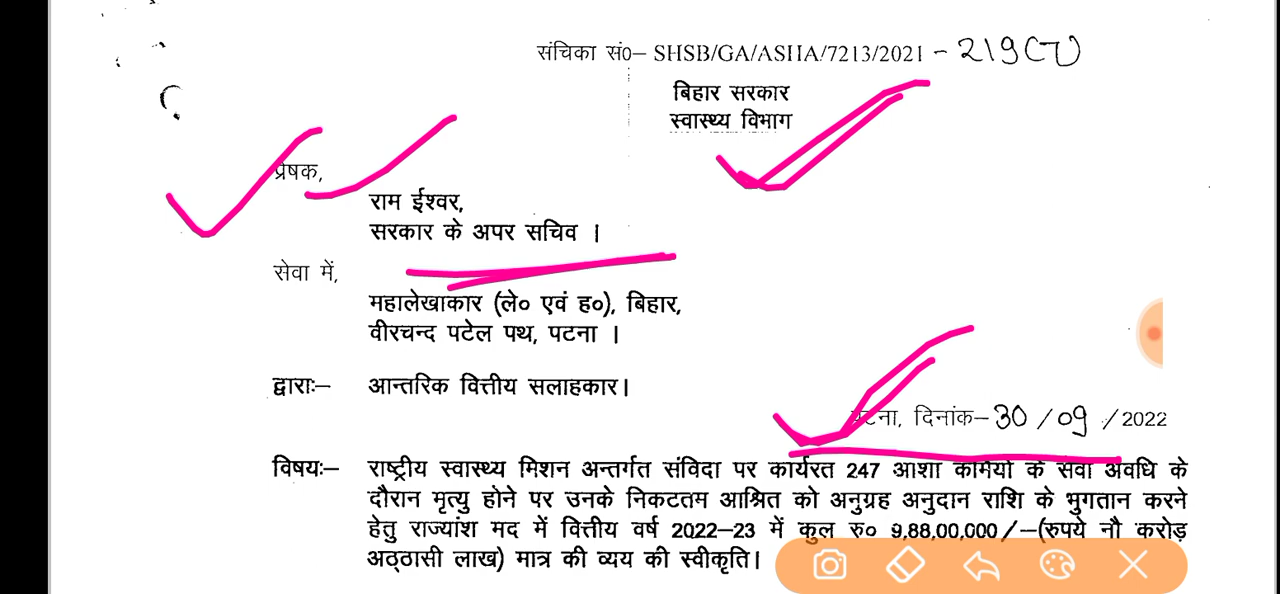 संचिका सं०– SHSB/GA/ASHA/7213/2021 - 219(T)
बिहार सरकार
स्वास्थ्य विभाग
प्रेषक,
राम ईश्वर,
सरकार के अपर सचिव ।
सेवा में,
महालेखाकार (ले० एवं ह०), बिहार,
वीरचन्द पटेल पथ, पटना ।
द्वाराः– आन्तरिक वित्तीय सलाहकार।
पटना, दिनांक–30/09/2022
विषयः– राष्ट्रीय स्वास्थ्य मिशन अन्तर्गत संविदा पर कार्यरत 247 आशा कर्मियों के सेवा अवधि के
दौरान मृत्यु होने पर उनके निकटतम आश्रित को अनुग्रह अनुदान राशि के भुगतान करने
हेतु राज्यांश मद में वित्तीय वर्ष 2022–23 में कुल रु० 9,88,00,000/–(रुपये नौ करोड़
अठ्ठासी लाख) मात्र की व्यय की स्वीकृति।